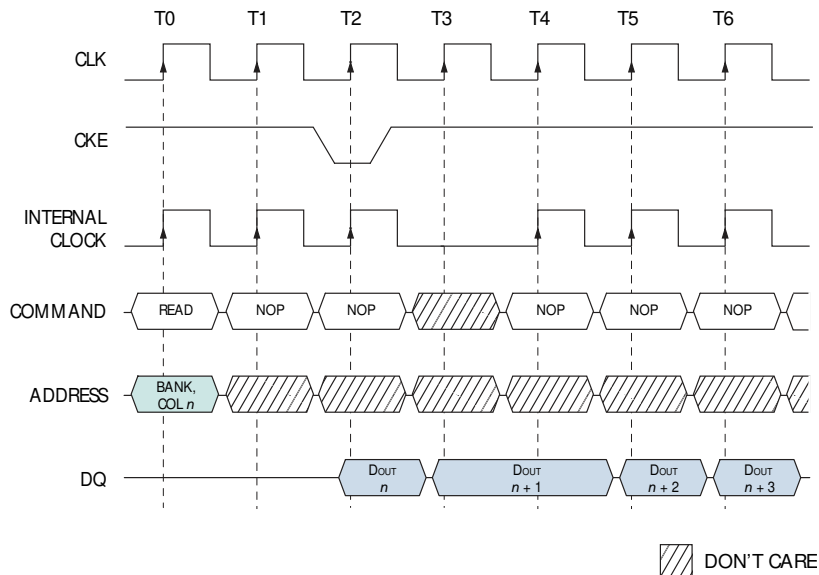 T0 T1 T2 T3 T4 T5 T6
CLK
CKE
INTERNAL
CLOCK
COMMAND READ NOP NOP NOP NOP NOP
ADDRESS BANK,
COL n
DQ DOUT
n DOUT
n + 1 DOUT
n + 2 DOUT
n + 3
DON'T CARE